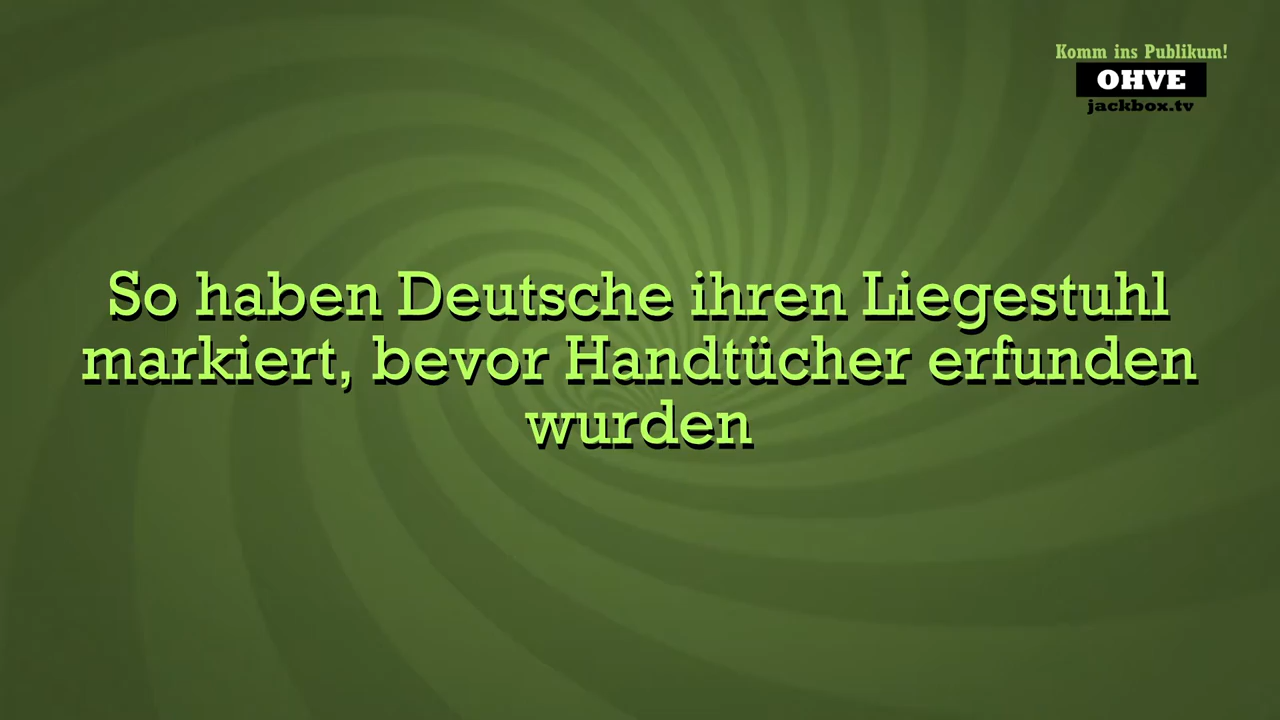 Komm ins Publikum!
OHVE
jackbox.tv
So haben Deutsche ihren Liegestuhl
markiert, bevor Handtücher erfunden
wurden